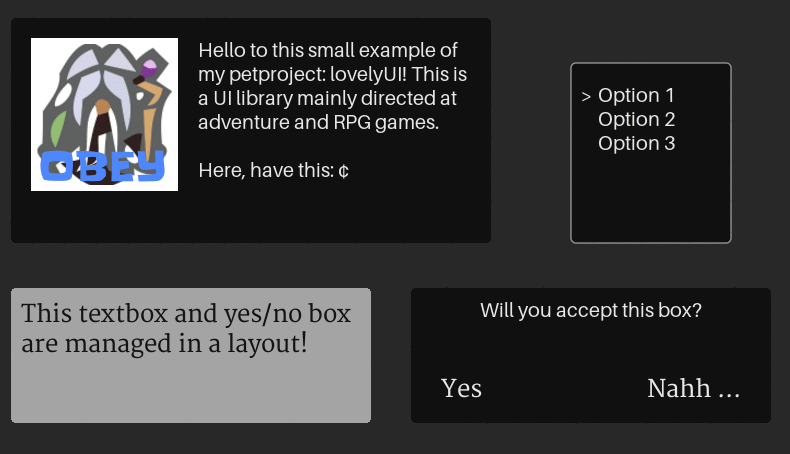 OBEY
Hello to this small example of
my petproject: lovelyUI! This is
a UI library mainly directed at
adventure and RPG games.
Here, have this: ¢
> Option 1
Option 2
Option 3
This textbox and yes/no box
are managed in a layout!
Will you accept this box?
Yes
Nahh ...